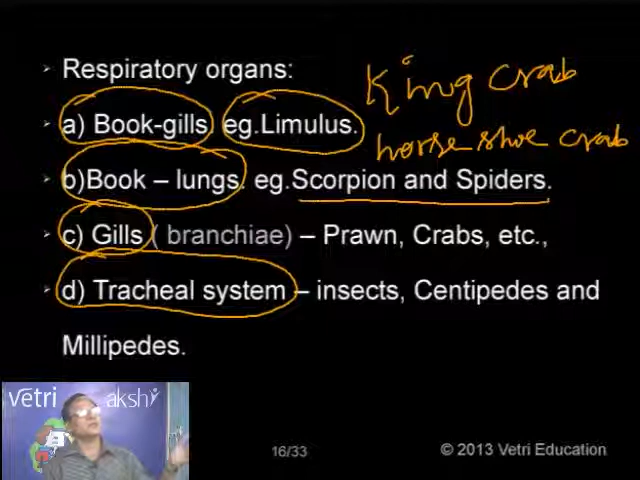 ➢ Respiratory organs:
King crab
➢ a) Book-gills eg.Limulus.
horse shoe crab
➢ b)Book – lungs. eg.Scorpion and Spiders.
➢ c) Gills ( branchiae) – Prawn, Crabs, etc.,
➢ d) Tracheal system – insects, Centipedes and
Millipedes.
vetri akshi
16/33
© 2013 Vetri Education